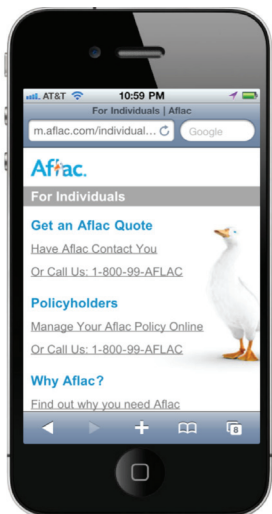 AT&T 10:59 PM
For Individuals | Aflac
m.aflac.com/individual... Google
Aflac.
For Individuals
Get an Aflac Quote
Have Aflac Contact You
Or Call Us: 1-800-99-AFLAC
Policyholders
Manage Your Aflac Policy Online
Or Call Us: 1-800-99-AFLAC
Why Aflac?
Find out why you need Aflac
8